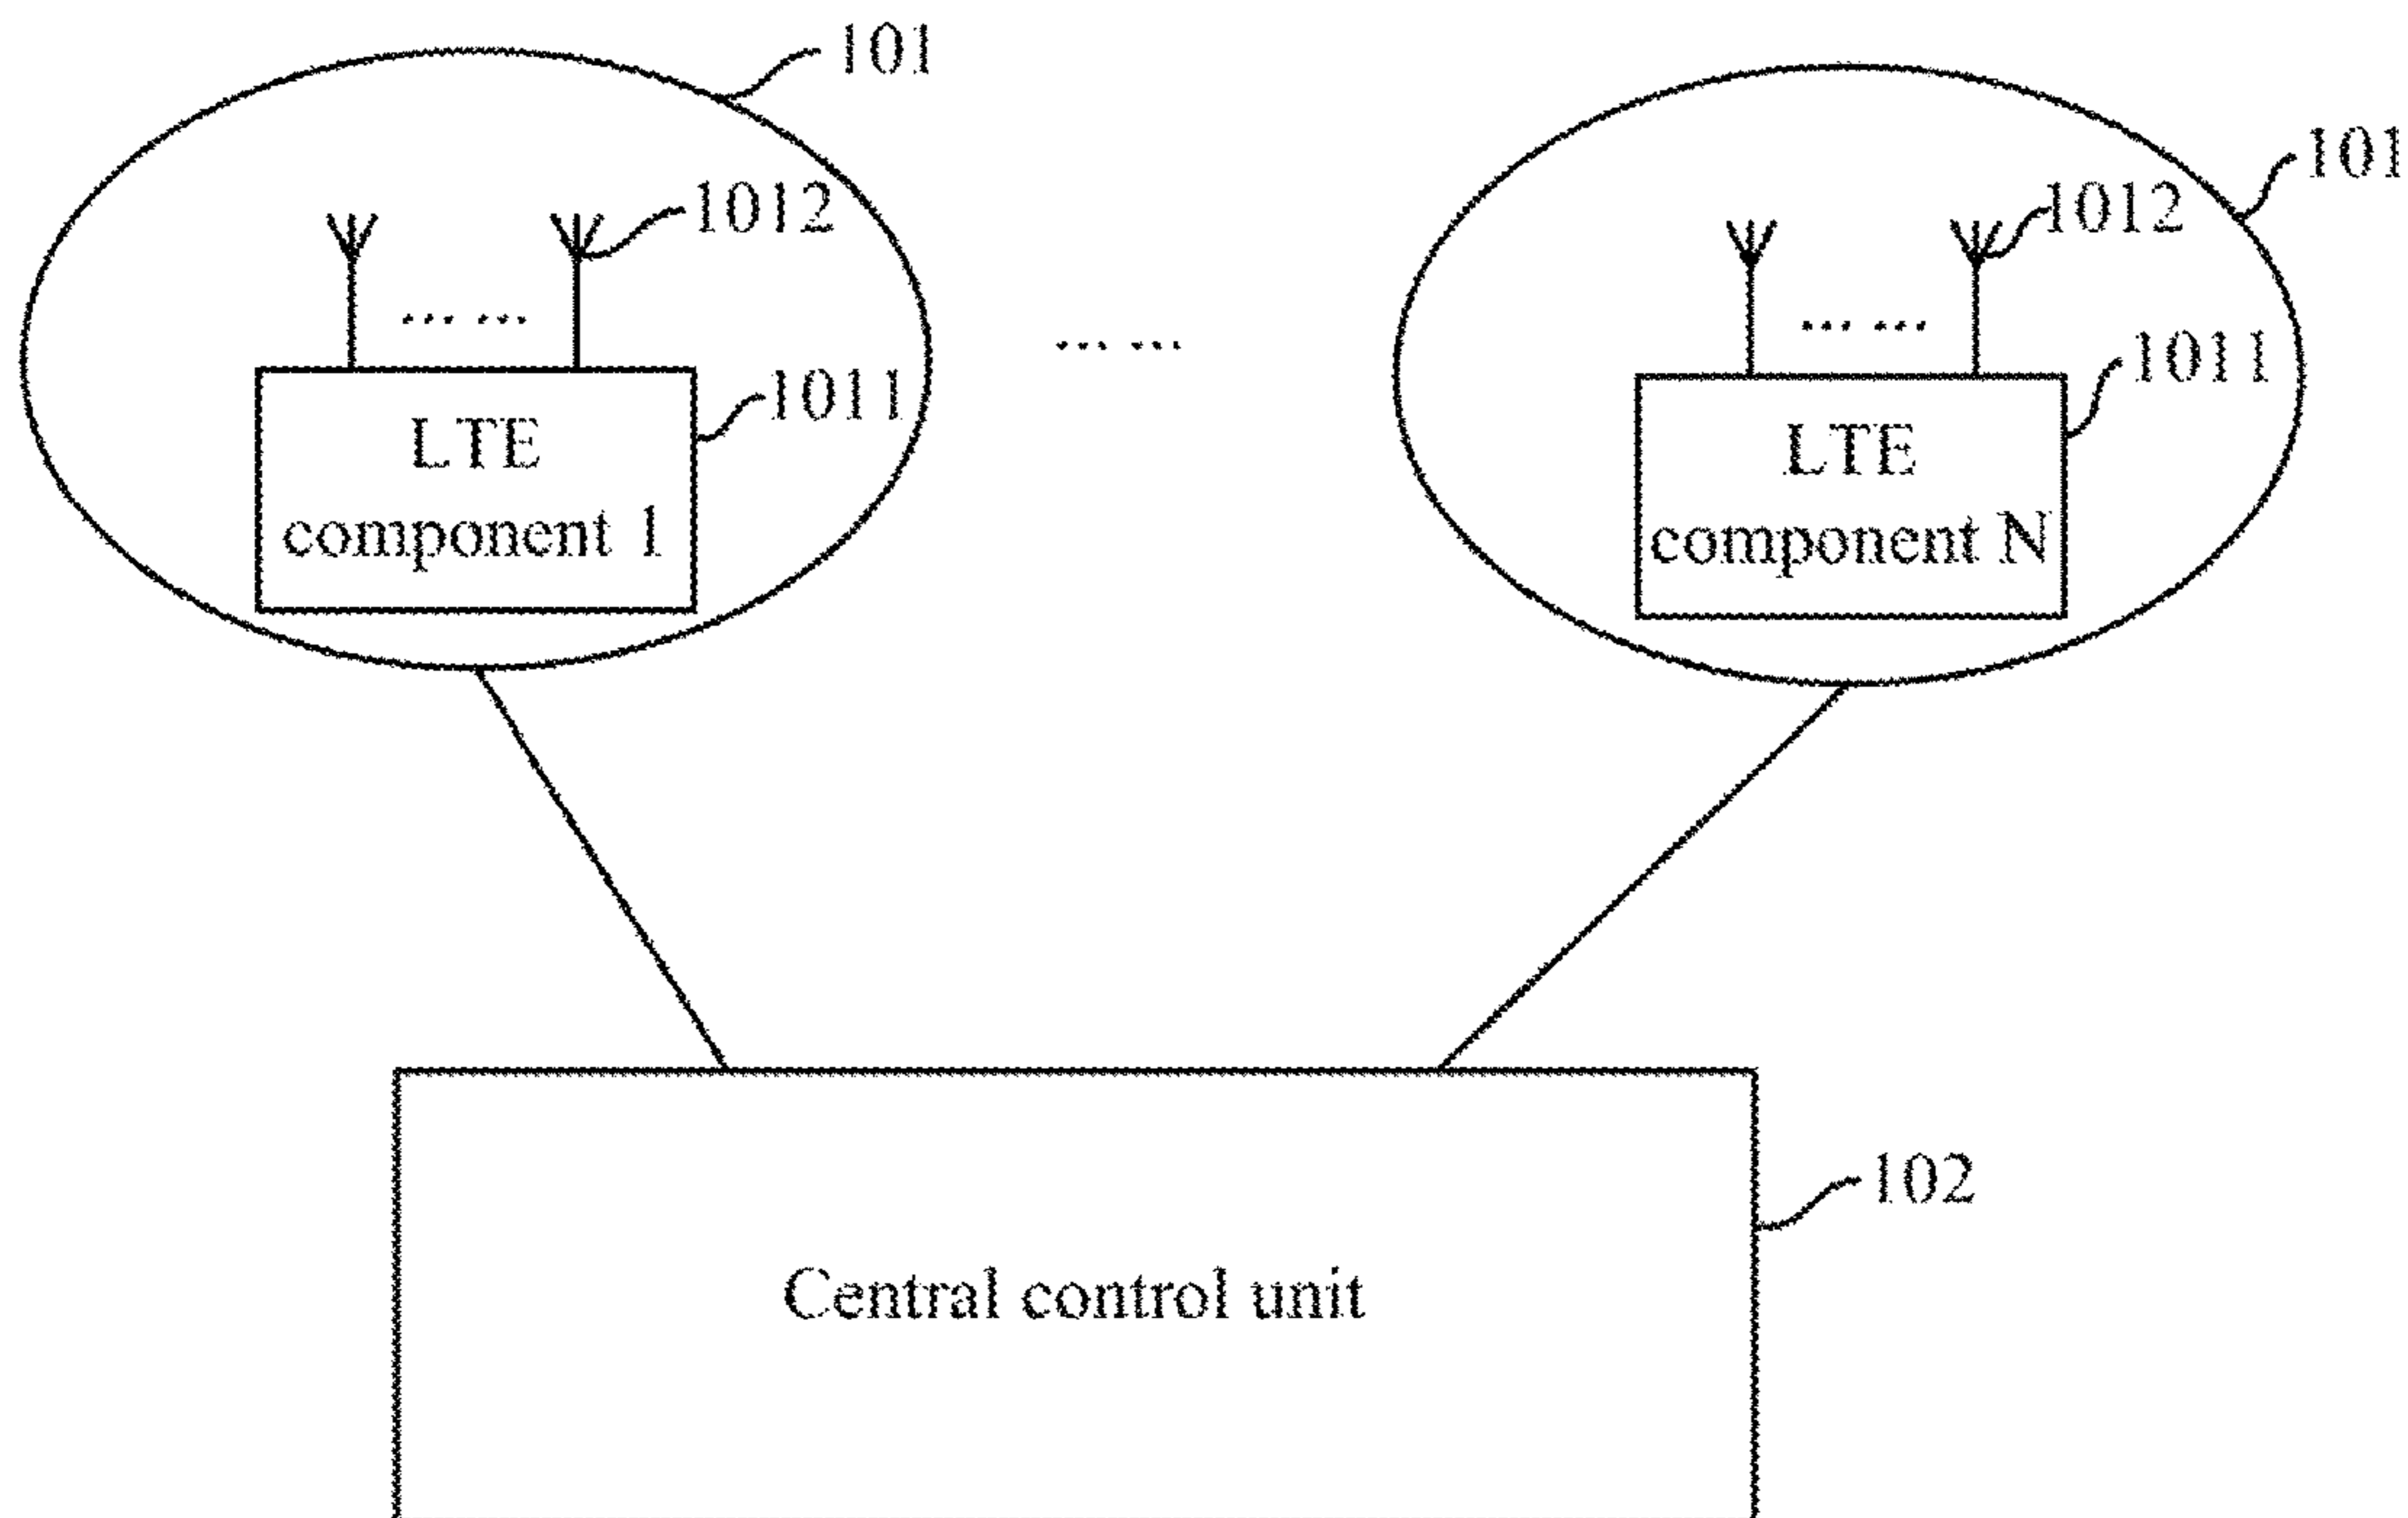 101
101
1012
1012
... ...
... ...
... ...
1011
1011
LTE
component 1
LTE
component N
102
Central control unit